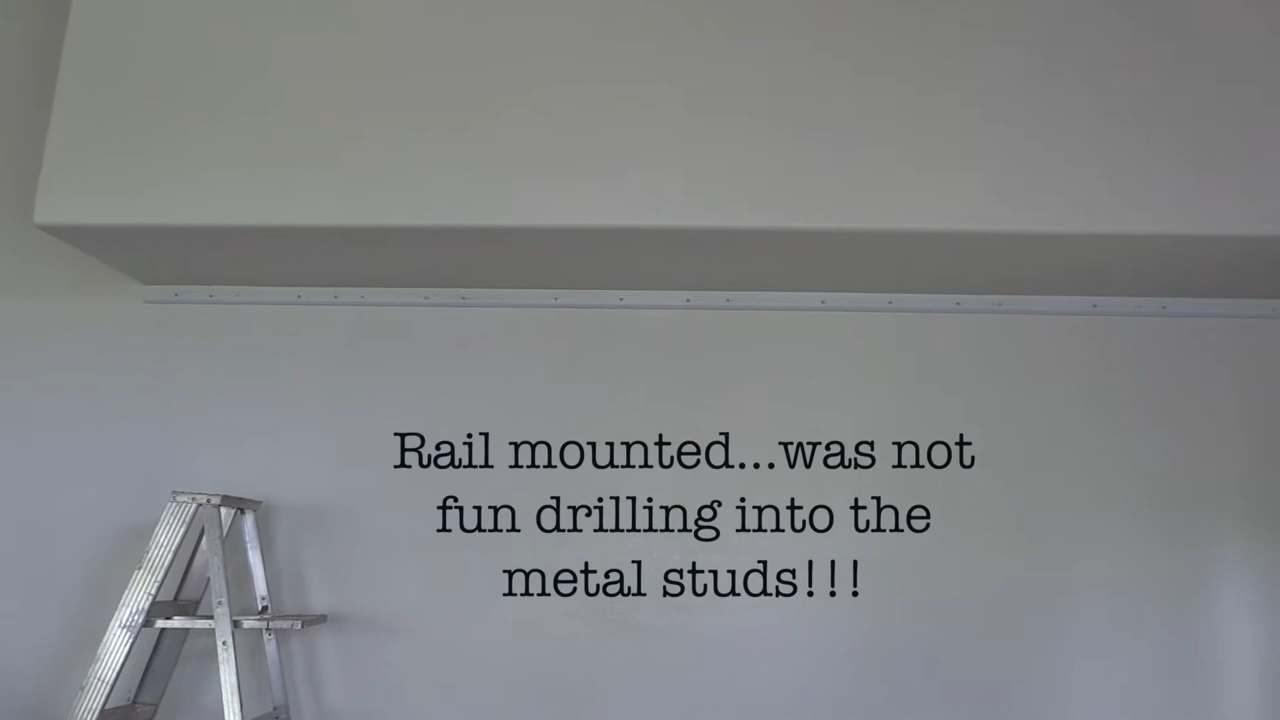 Rail mounted...was not
fun drilling into the
metal studs!!!